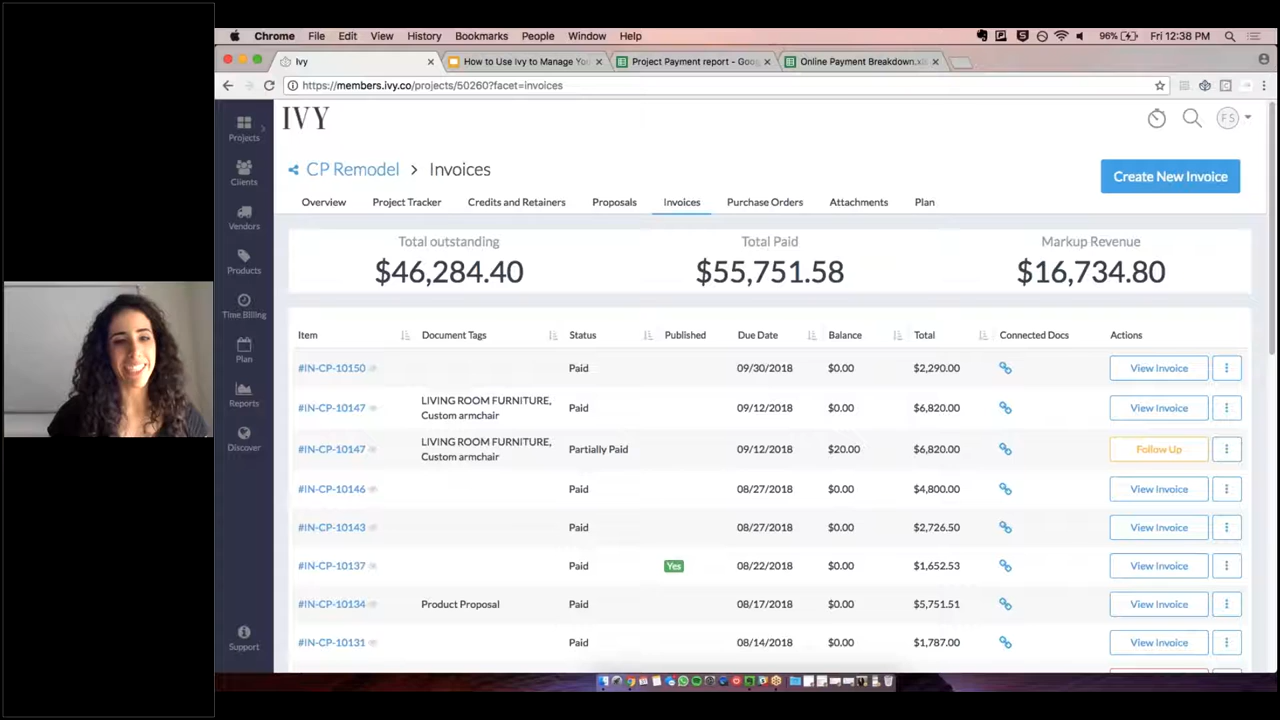 Chrome File Edit View History Bookmarks People Window Help 96% Fri 12:38 PM
Ivy How to Use Ivy to Manage Yo Project Payment report - Goog Online Payment Breakdown.xl
https://members.ivy.co/projects/50260?facet=invoices
IVY
FS
Projects
Clients
Vendors
Products
Time Billing
Plan
Reports
Discover
Support
CP Remodel > Invoices
Create New Invoice
Overview Project Tracker Credits and Retainers Proposals Invoices Purchase Orders Attachments Plan
Total outstanding Total Paid Markup Revenue
$46,284.40 $55,751.58 $16,734.80
Item Document Tags Status Published Due Date Balance Total Connected Docs Actions
#IN-CP-10150 Paid 09/30/2018 $0.00 $2,290.00 View Invoice
#IN-CP-10147 LIVING ROOM FURNITURE, Paid 09/12/2018 $0.00 $6,820.00 View Invoice
Custom armchair
#IN-CP-10147 LIVING ROOM FURNITURE, Partially Paid 09/12/2018 $20.00 $6,820.00 Follow Up
Custom armchair
#IN-CP-10146 Paid 08/27/2018 $0.00 $4,800.00 View Invoice
#IN-CP-10143 Paid 08/27/2018 $0.00 $2,726.50 View Invoice
#IN-CP-10137 Paid Yes 08/22/2018 $0.00 $1,652.53 View Invoice
#IN-CP-10134 Product Proposal Paid 08/17/2018 $0.00 $5,751.51 View Invoice
#IN-CP-10131 Paid 08/14/2018 $0.00 $1,787.00 View Invoice